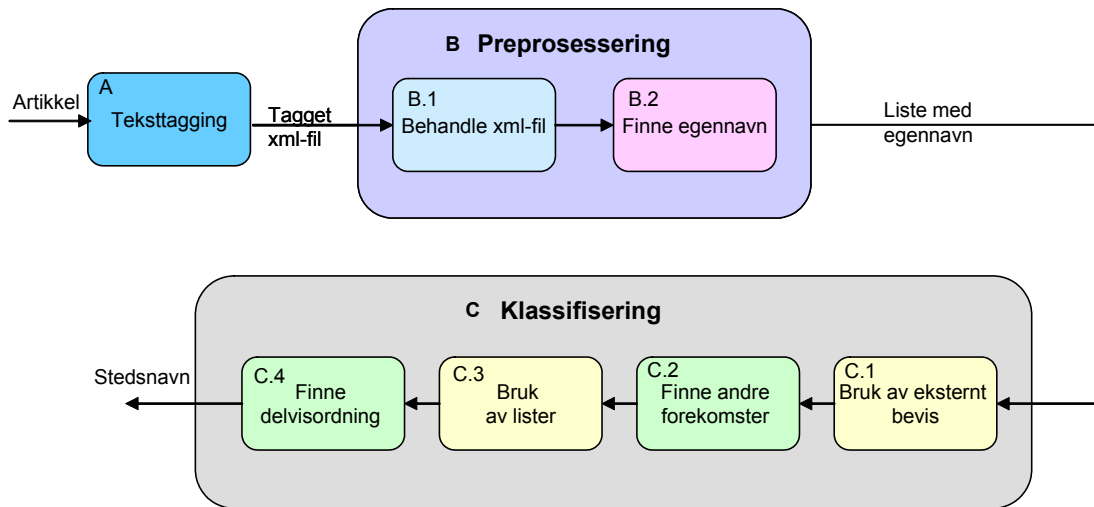 B Preprosessering
Artikkel
A
Teksttagging
Tagget
xml-fil
B.1
Behandle xml-fil
B.2
Finne egennavn
Liste med
egennavn
C Klassifisering
C.1
Bruk av eksternt
bevis
C.2
Finne andre
forekomster
C.3
Bruk
av lister
C.4
Finne
delvisordning
Stedsnavn